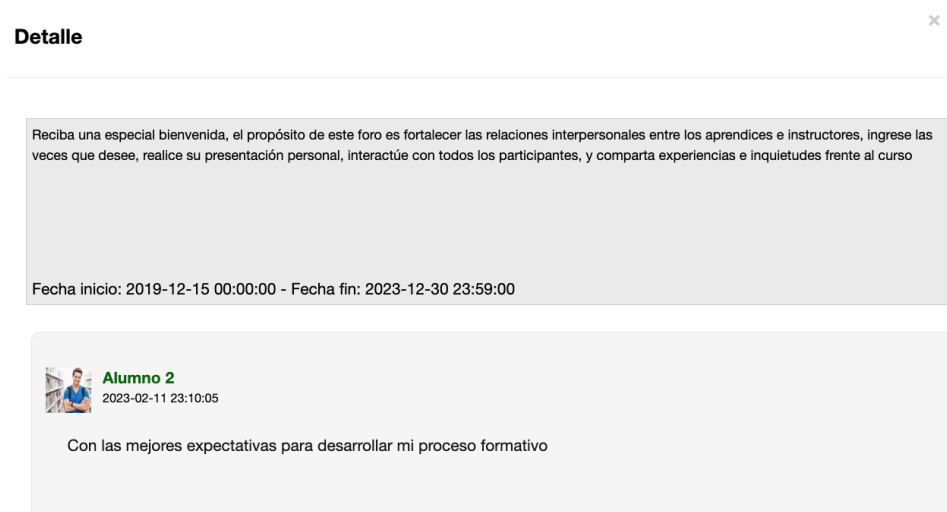 Detalle
Reciba una especial bienvenida, el propósito de este foro es fortalecer las relaciones interpersonales entre los aprendices e instructores, ingrese las
veces que desee, realice su presentación personal, interactúe con todos los participantes, y comparta experiencias e inquietudes frente al curso
Fecha inicio: 2019-12-15 00:00:00 - Fecha fin: 2023-12-30 23:59:00
Alumno 2
2023-02-11 23:10:05
Con las mejores expectativas para desarrollar mi proceso formativo